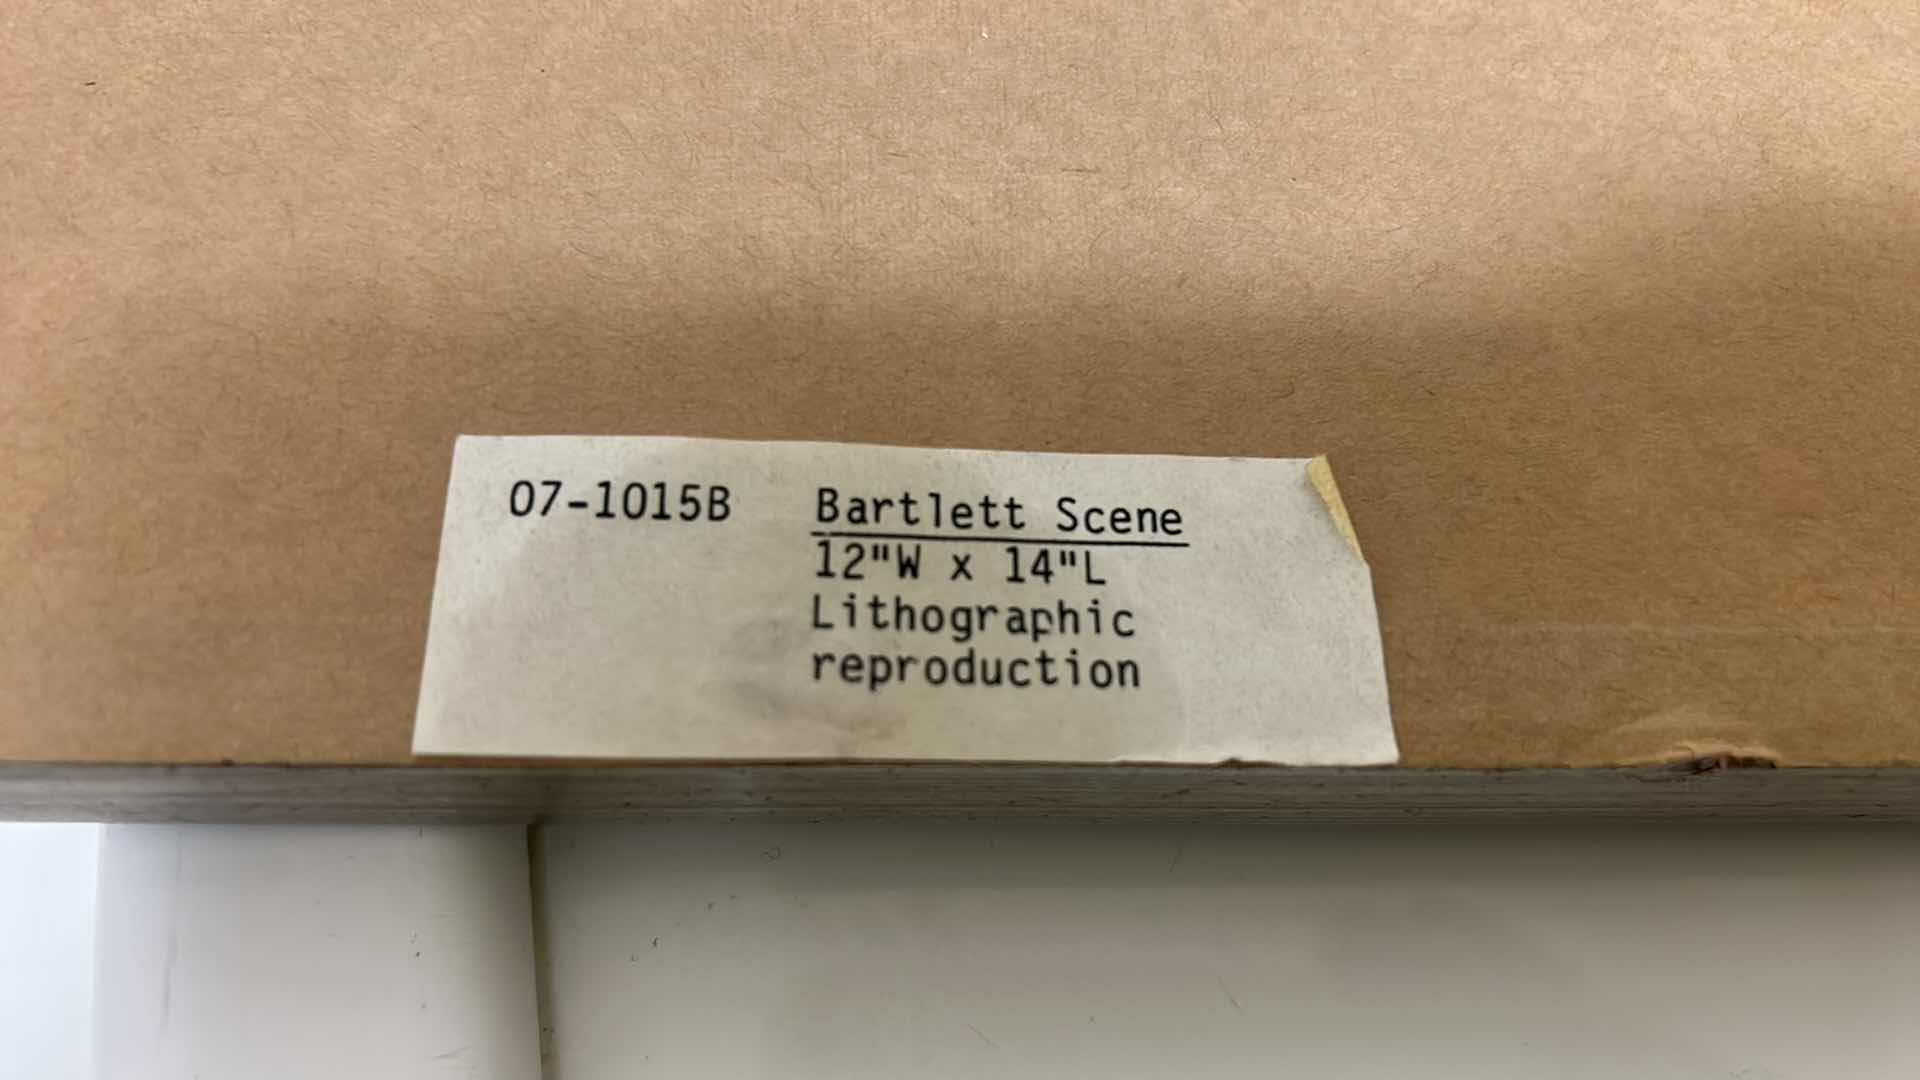 07-1015B Bartlett Scene
12"W x 14"L
Lithographic
reproduction